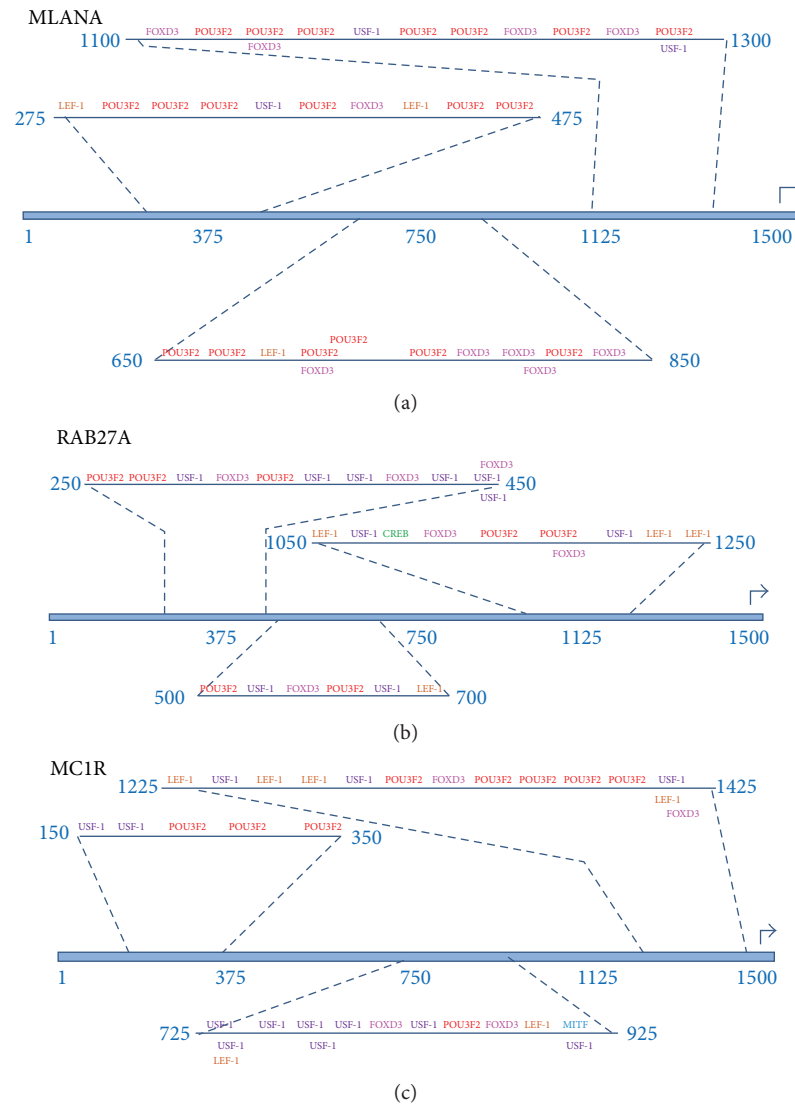 MLANA
FOXD3 POU3F2 POU3F2 POU3F2 USF-1 POU3F2 POU3F2 FOXD3 POU3F2 FOXD3 POU3F2
1100 1300
FOXD3 USF-1
LEF-1 POU3F2 POU3F2 POU3F2 USF-1 POU3F2 FOXD3 LEF-1 POU3F2 POU3F2
275 475
1 375 750 1125 1500
POU3F2
POU3F2 POU3F2 LEF-1 POU3F2 POU3F2 FOXD3 FOXD3 POU3F2 FOXD3
650 850
FOXD3 FOXD3
(a)
RAB27A
FOXD3
POU3F2 POU3F2 USF-1 FOXD3 POU3F2 USF-1 USF-1 FOXD3 USF-1 USF-1
250 450
USF-1
LEF-1 USF-1 CREB FOXD3 POU3F2 POU3F2 USF-1 LEF-1 LEF-1
1050 1250
FOXD3
1 375 750 1125 1500
POU3F2 USF-1 FOXD3 POU3F2 USF-1 LEF-1
500 700
(b)
MC1R
LEF-1 USF-1 LEF-1 LEF-1 USF-1 POU3F2 FOXD3 POU3F2 POU3F2 POU3F2 POU3F2 USF-1
1225 1425
LEF-1
FOXD3
USF-1 USF-1 POU3F2 POU3F2 POU3F2
150 350
1 375 750 1125 1500
USF-1 USF-1 USF-1 USF-1 FOXD3 USF-1 POU3F2 FOXD3 LEF-1 MITF
725 925
USF-1 USF-1 USF-1
LEF-1
(c)